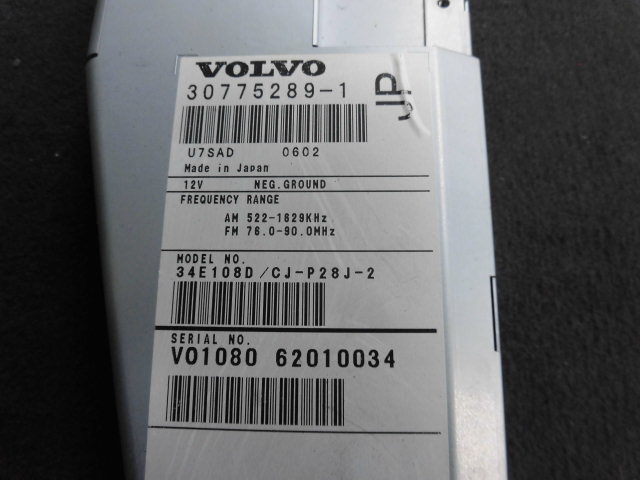 VOLVO
30775289-1
JP
U7SAD 0602
Made in Japan
12V NEG.GROUND
FREQUENCY RANGE
AM 522-1629KHz
FM 76.0-90.0MHz
MODEL NO.
34E108D/CJ-P28J-2
SERIAL NO.
VO1080 62010034